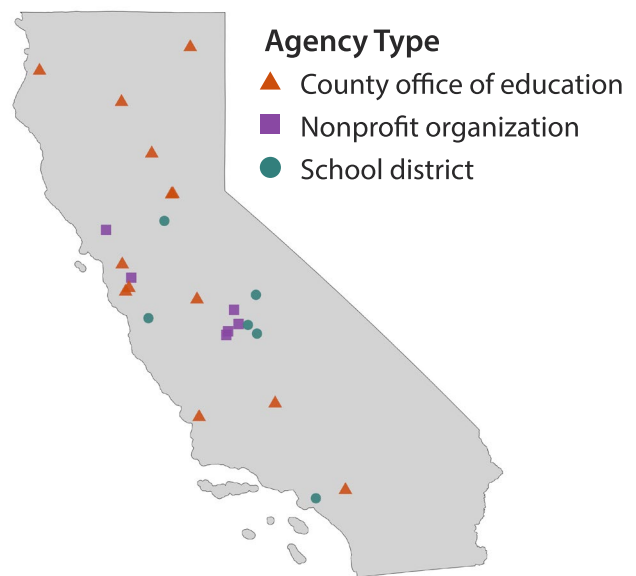 Agency Type
County office of education
Nonprofit organization
School district